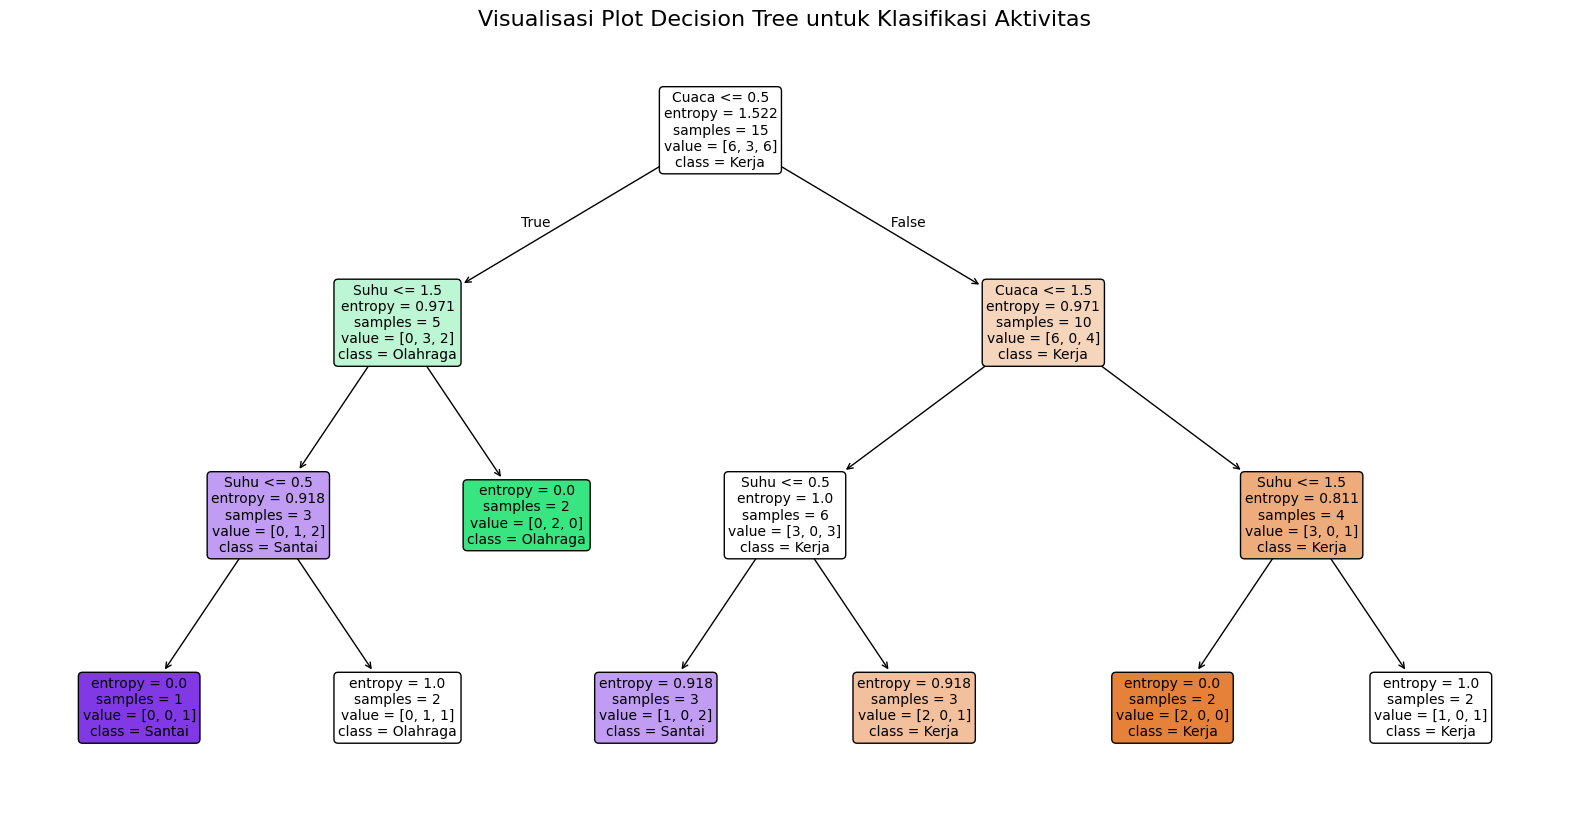 Visualisasi Plot Decision Tree untuk Klasifikasi Aktivitas
Cuaca <= 0.5
entropy = 1.522
samples = 15
value = [6, 3, 6]
class = Kerja
True
False
Suhu <= 1.5
entropy = 0.971
samples = 5
value = [0, 3, 2]
class = Olahraga
Cuaca <= 1.5
entropy = 0.971
samples = 10
value = [6, 0, 4]
class = Kerja
Suhu <= 0.5
entropy = 0.918
samples = 3
value = [0, 1, 2]
class = Santai
entropy = 0.0
samples = 2
value = [0, 2, 0]
class = Olahraga
Suhu <= 0.5
entropy = 1.0
samples = 6
value = [3, 0, 3]
class = Kerja
Suhu <= 1.5
entropy = 0.811
samples = 4
value = [3, 0, 1]
class = Kerja
entropy = 0.0
samples = 1
value = [0, 0, 1]
class = Santai
entropy = 1.0
samples = 2
value = [0, 1, 1]
class = Olahraga
entropy = 0.918
samples = 3
value = [1, 0, 2]
class = Santai
entropy = 0.918
samples = 3
value = [2, 0, 1]
class = Kerja
entropy = 0.0
samples = 2
value = [2, 0, 0]
class = Kerja
entropy = 1.0
samples = 2
value = [1, 0, 1]
class = Kerja